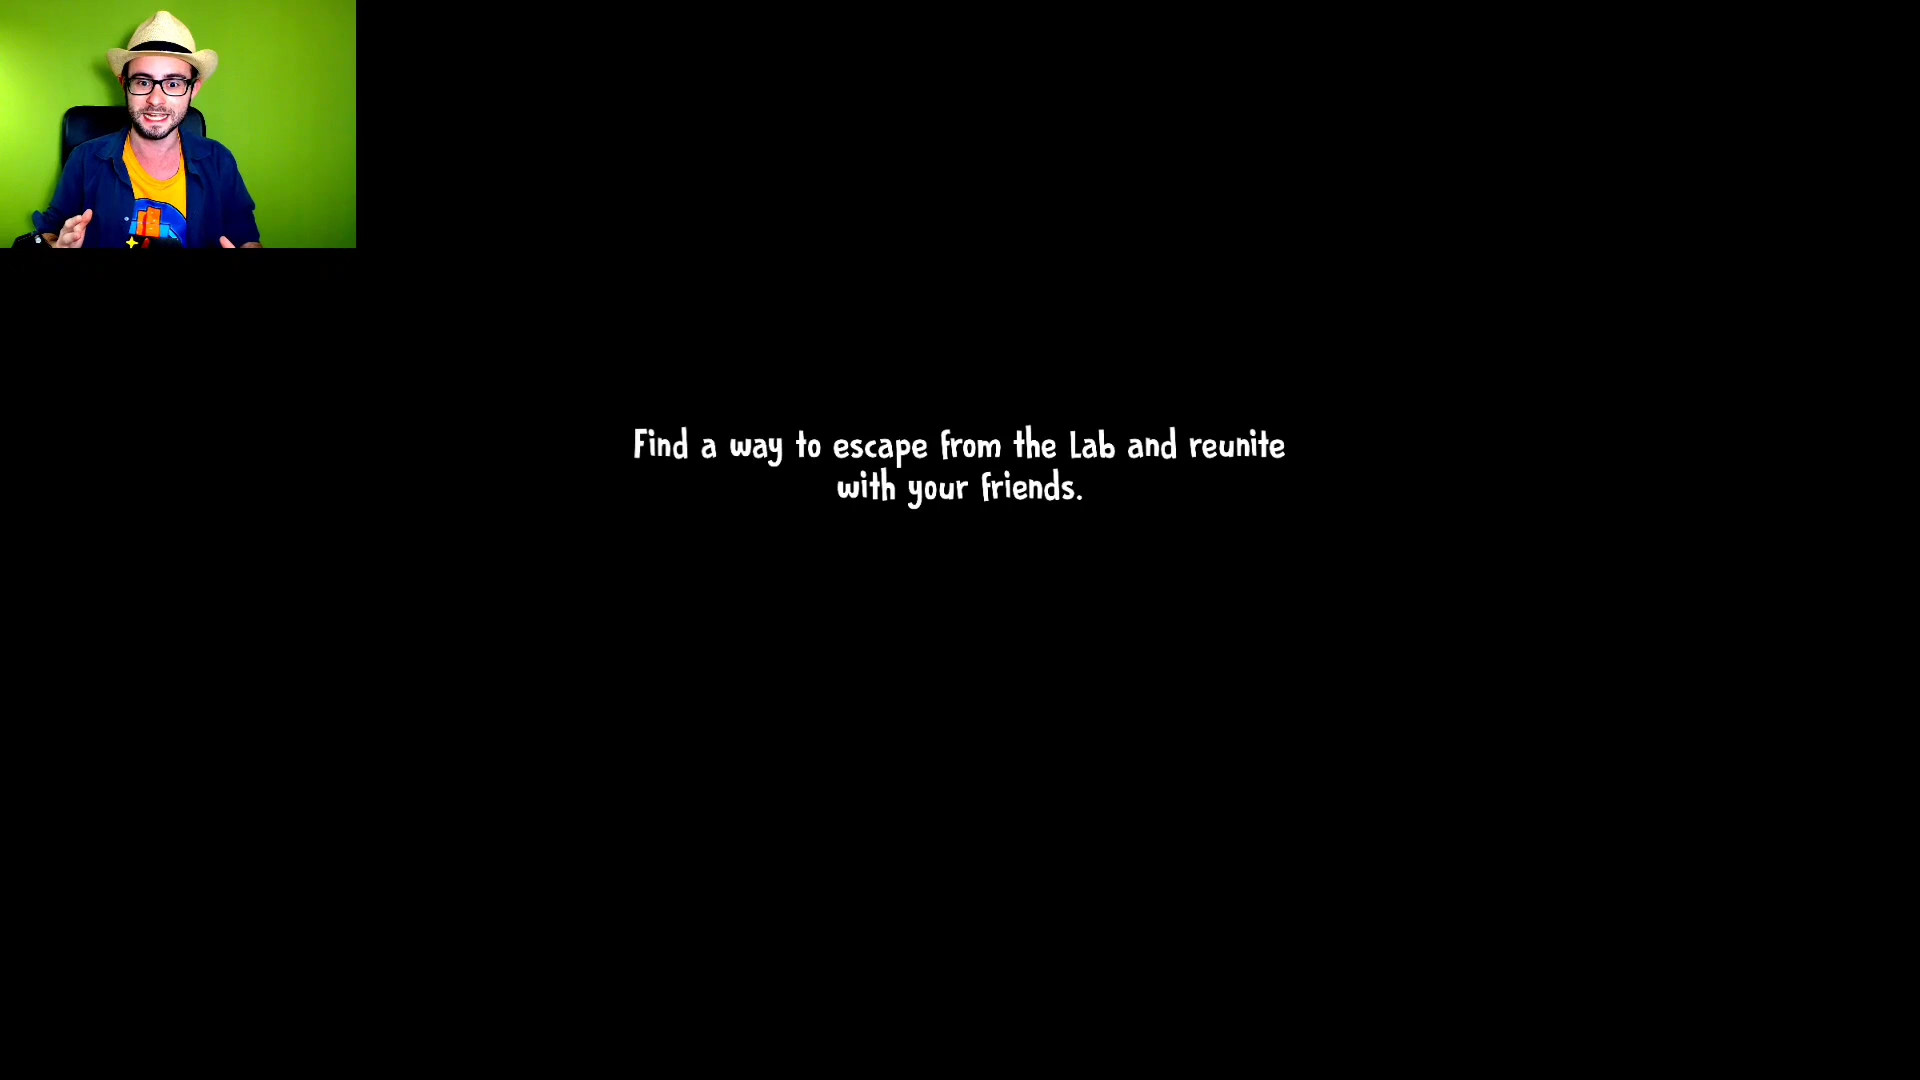 Find a way to escape from the Lab and reunite
with your friends.